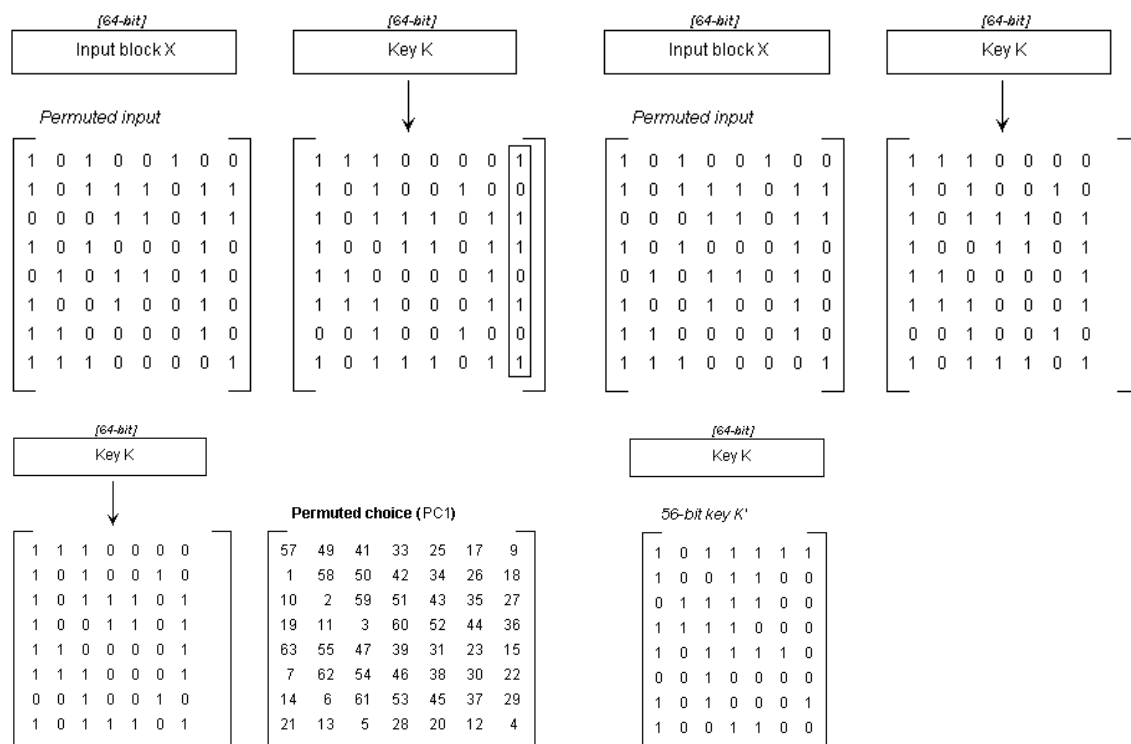 [64-bit]
Input block X
Permuted input
1 0 1 0 0 1 0 0
1 0 1 1 1 0 1 1
0 0 0 1 1 0 1 1
1 0 1 0 0 0 1 0
0 1 0 1 1 0 1 0
1 0 0 1 0 0 1 0
1 1 0 0 0 0 1 0
1 1 1 0 0 0 0 1
[64-bit]
Key K
1 1 1 0 0 0 0 1
1 0 1 0 0 1 0 0
1 0 1 1 1 0 1 1
1 0 0 1 1 0 1 1
1 1 0 0 0 0 1 0
1 1 1 0 0 0 1 1
0 0 1 0 0 1 0 0
1 0 1 1 1 0 1 1
[64-bit]
Input block X
Permuted input
1 0 1 0 0 1 0 0
1 0 1 1 1 0 1 1
0 0 0 1 1 0 1 1
1 0 1 0 0 0 1 0
0 1 0 1 1 0 1 0
1 0 0 1 0 0 1 0
1 1 0 0 0 0 1 0
1 1 1 0 0 0 0 1
[64-bit]
Key K
1 1 1 0 0 0 0
1 0 1 0 0 1 0
1 0 1 1 1 0 1
1 0 0 1 1 0 1
1 1 0 0 0 0 1
1 1 1 0 0 0 1
0 0 1 0 0 1 0
1 0 1 1 1 0 1
[64-bit]
Key K
1 1 1 0 0 0 0
1 0 1 0 0 1 0
1 0 1 1 1 0 1
1 0 0 1 1 0 1
1 1 0 0 0 0 1
1 1 1 0 0 0 1
0 0 1 0 0 1 0
1 0 1 1 1 0 1
Permuted choice (PC1)
57 49 41 33 25 17 9
1 58 50 42 34 26 18
10 2 59 51 43 35 27
19 11 3 60 52 44 36
63 55 47 39 31 23 15
7 62 54 46 38 30 22
14 6 61 53 45 37 29
21 13 5 28 20 12 4
[64-bit]
Key K
56-bit key K'
1 0 1 1 1 1 1
1 0 0 1 1 0 0
0 1 1 1 1 0 0
1 1 1 1 0 0 0
1 0 1 1 1 1 0
0 0 1 0 0 0 0
1 0 1 0 0 0 1
1 0 0 1 1 0 0